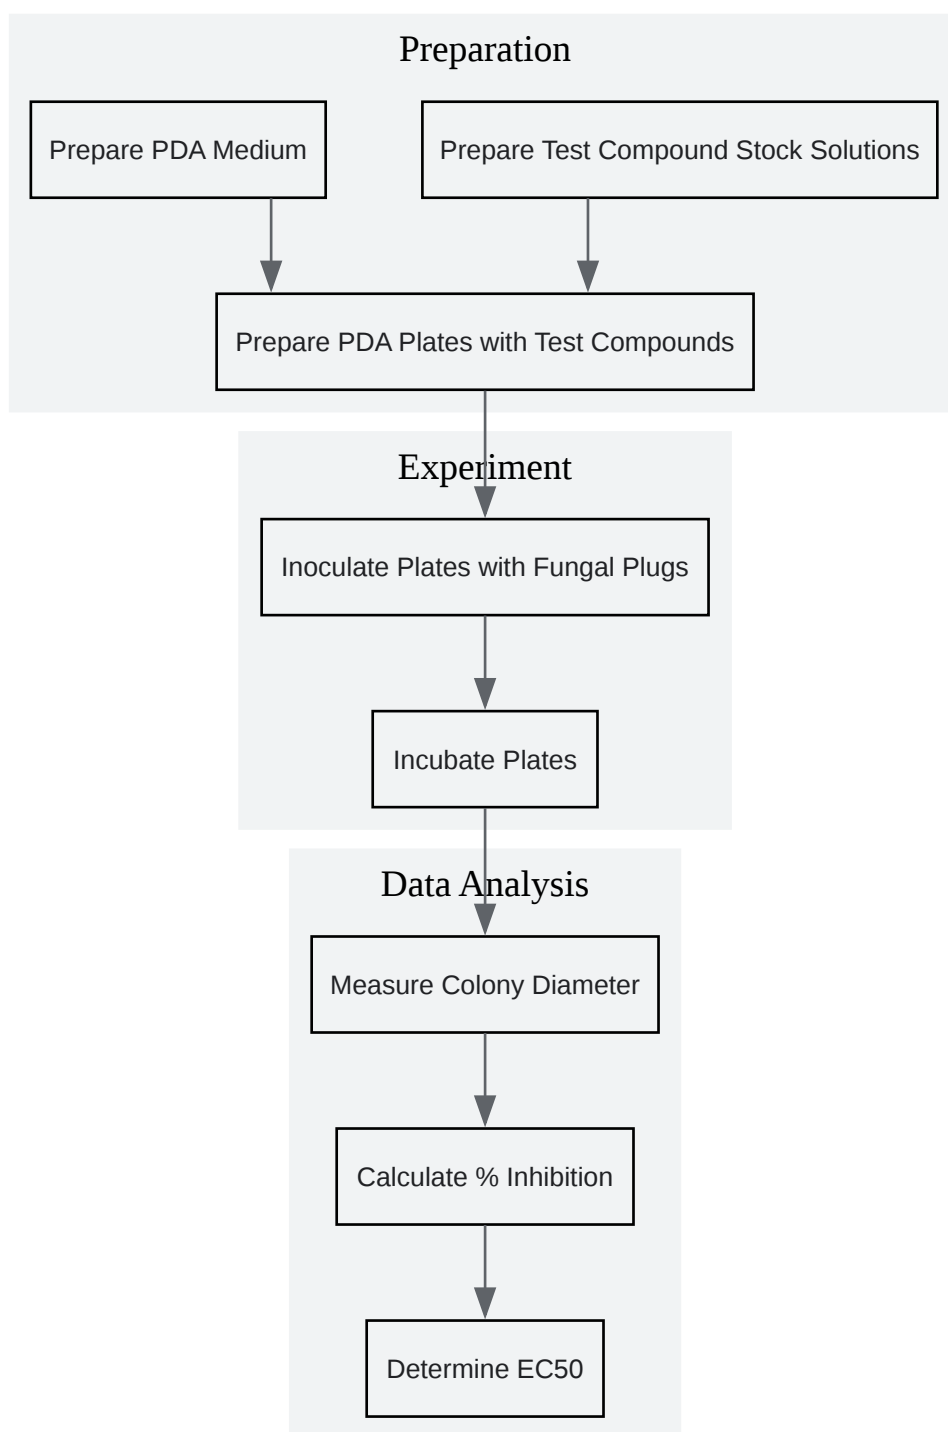 Preparation
Prepare PDA Medium
Prepare Test Compound Stock Solutions
Prepare PDA Plates with Test Compounds
Experiment
Inoculate Plates with Fungal Plugs
Incubate Plates
Data Analysis
Measure Colony Diameter
Calculate % Inhibition
Determine EC50